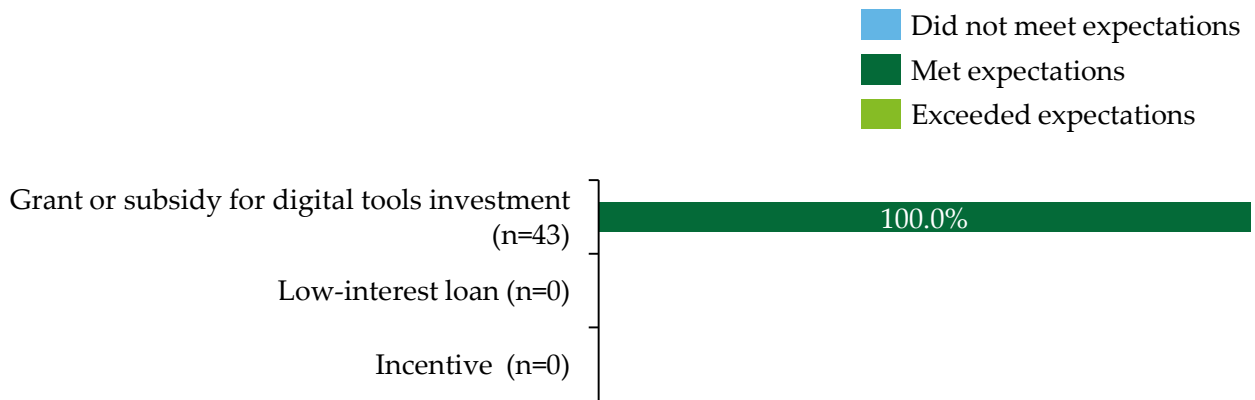 Did not meet expectations
Met expectations
Exceeded expectations
Grant or subsidy for digital tools investment
(n=43)
100.0%
Low-interest loan (n=0)
Incentive  (n=0)